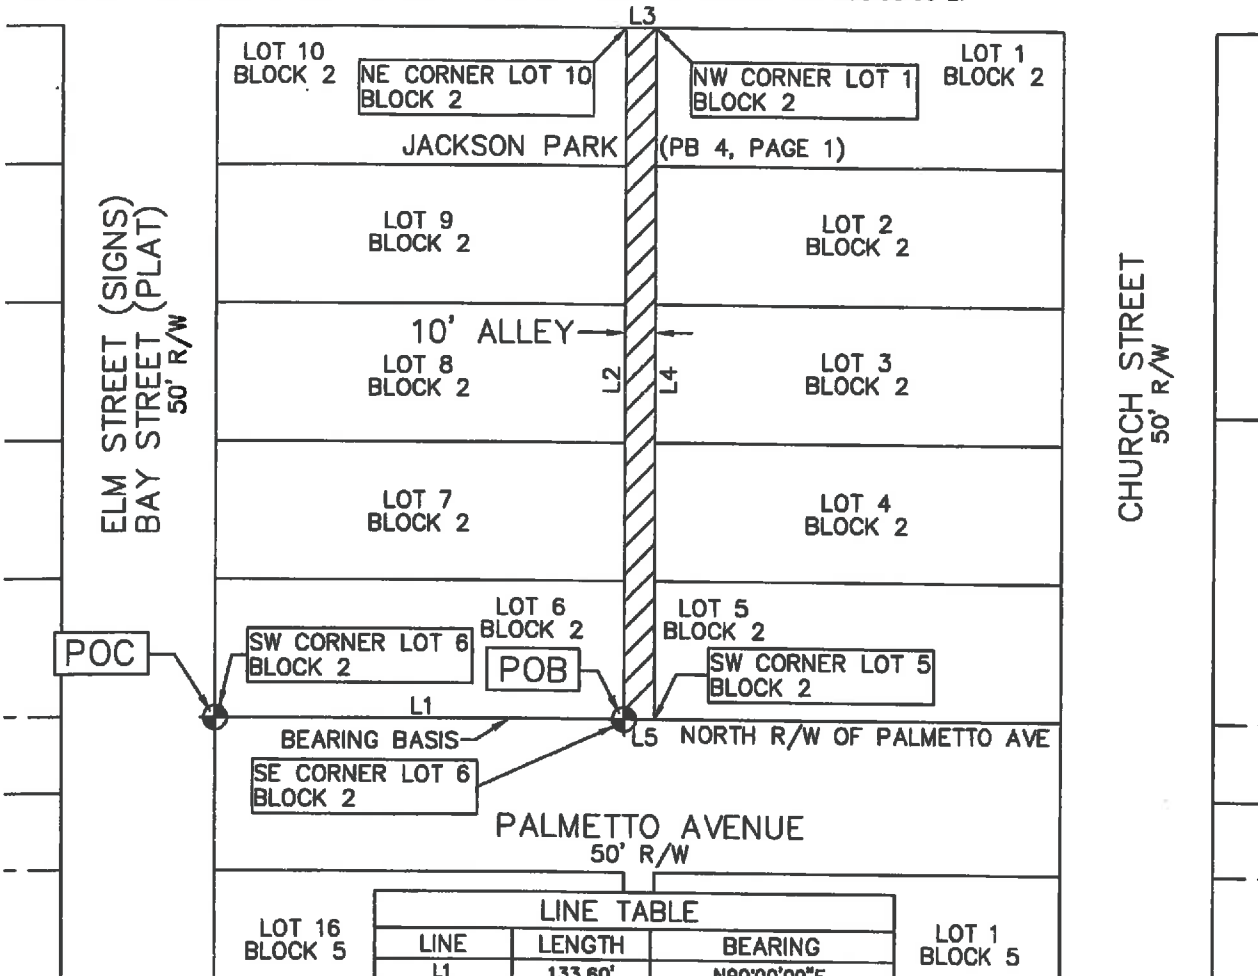 L3
LOT 10
BLOCK 2
NE CORNER LOT 10
BLOCK 2
NW CORNER LOT 1
BLOCK 2
LOT 1
BLOCK 2
JACKSON PARK (PB 4, PAGE 1)
LOT 9
BLOCK 2
LOT 2
BLOCK 2
ELM STREET (SIGNS)
BAY STREET (PLAT)
50' R/W
10' ALLEY
LOT 8
BLOCK 2
L2
L4
LOT 3
BLOCK 2
CHURCH STREET
50' R/W
LOT 7
BLOCK 2
LOT 4
BLOCK 2
LOT 6
BLOCK 2
LOT 5
BLOCK 2
POC
SW CORNER LOT 6
BLOCK 2
POB
SW CORNER LOT 5
BLOCK 2
L1
BEARING BASIS
L5
NORTH R/W OF PALMETTO AVE
SE CORNER LOT 6
BLOCK 2
PALMETTO AVENUE
50' R/W
LOT 16
BLOCK 5
LINE TABLE
LINE LENGTH BEARING
L1 133.60'
LOT 1
BLOCK 5